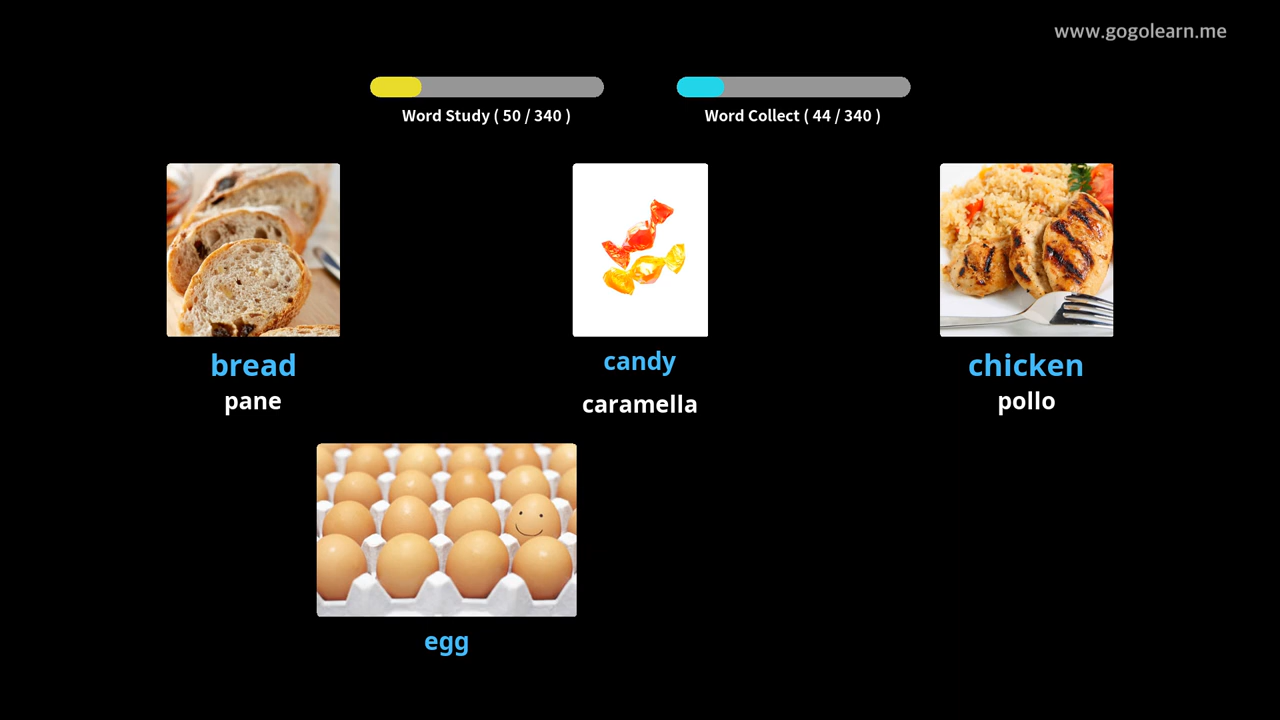 www.gogolearn.me
Word Study ( 50 / 340 )
Word Collect ( 44 / 340 )
bread
pane
candy
caramella
chicken
pollo
egg